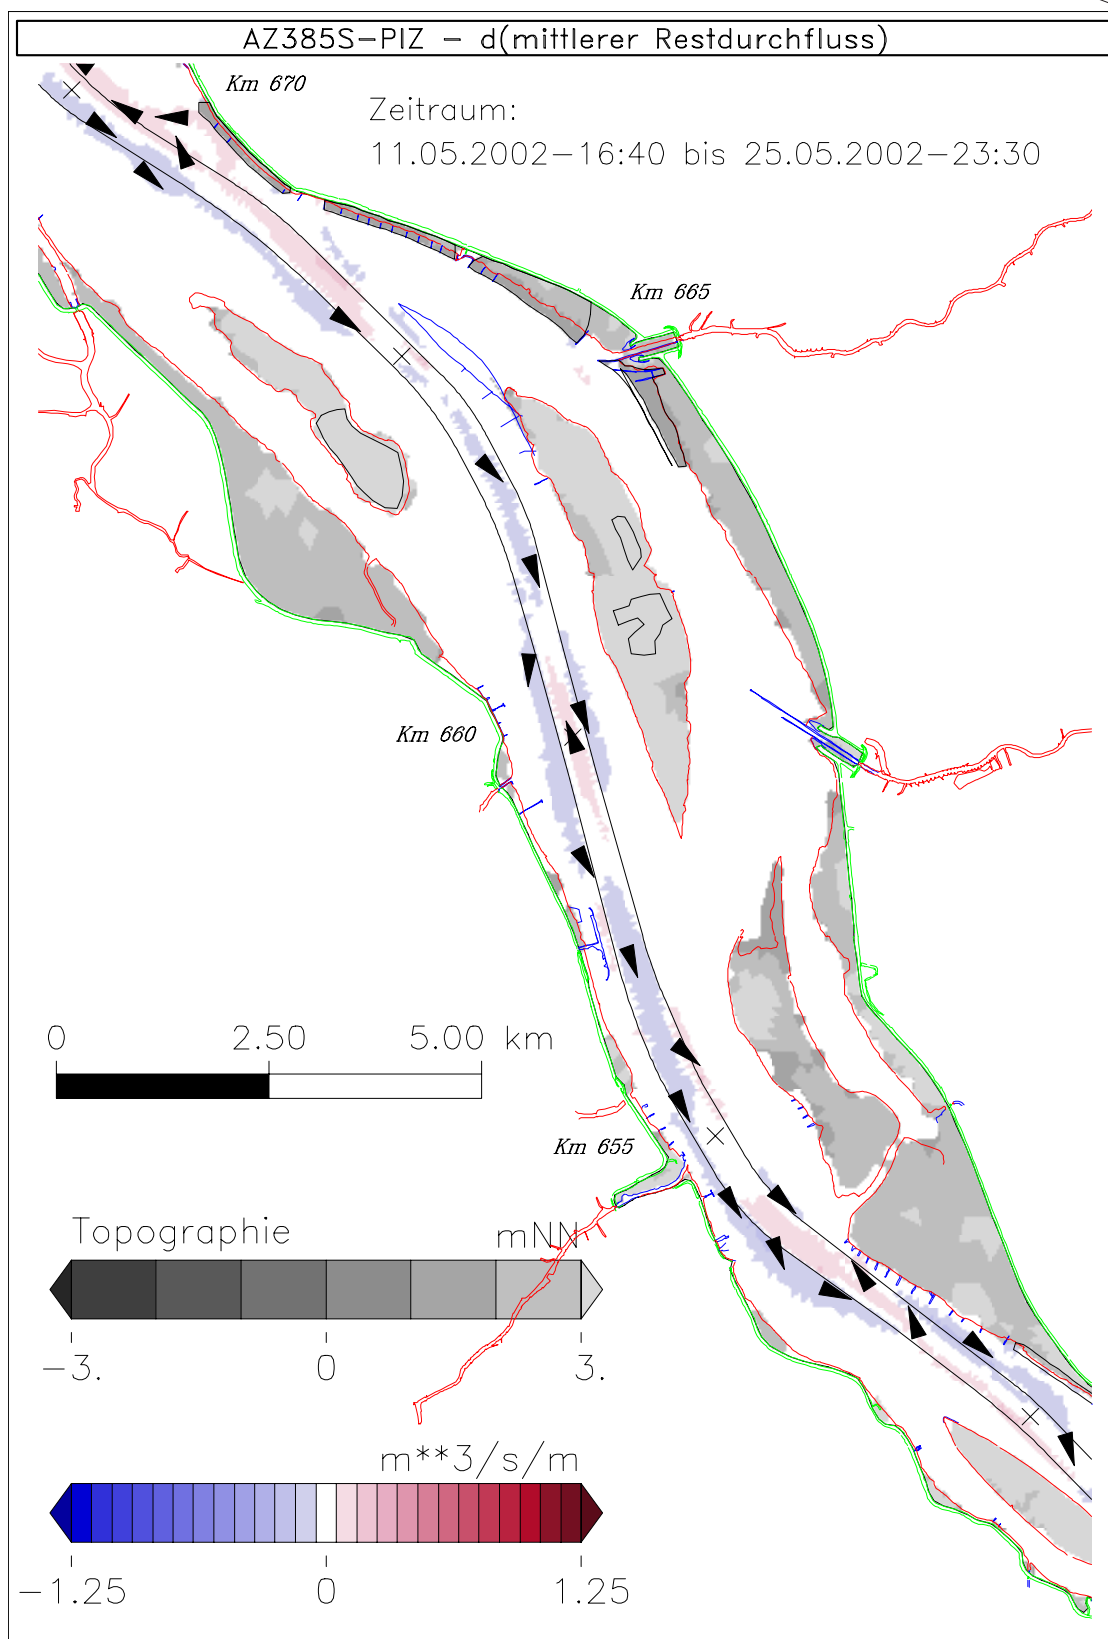 AZ385S-PIZ - d(mittlerer Restdurchfluss)
Km 670
Zeitraum:
11.05.2002-16:40 bis 25.05.2002-23:30
Km 665
Km 660
0 2.50 5.00 km
Km 655
Topographie mNN
-3. 0 3.
m**3/s/m
-1.25 0 1.25